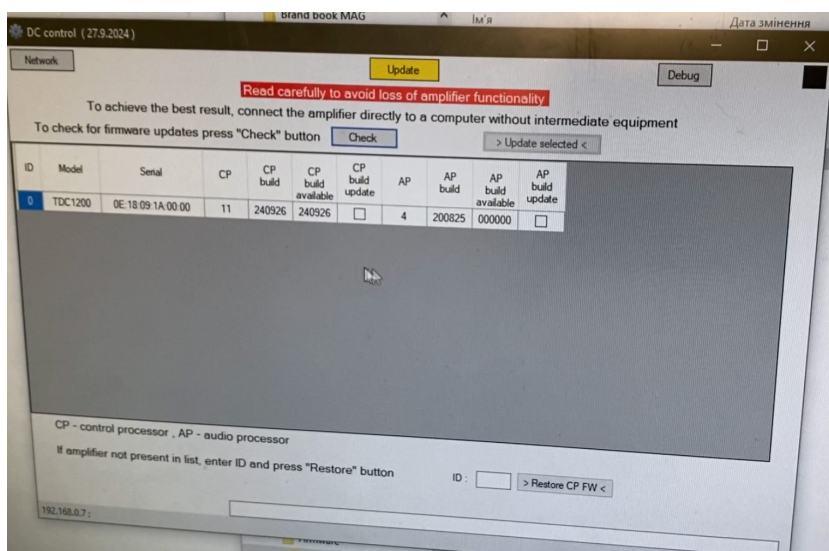 Brand book MAG
Ім'я
Дата змінення
DC control ( 27.9.2024 )
Network
Update
Debug
Read carefully to avoid loss of amplifier functionality
To achieve the best result, connect the amplifier directly to a computer without intermediate equipment
To check for firmware updates press "Check" button
Check
> Update selected <
ID Model Serial CP CP build CP build available CP build update AP AP build AP build available AP build update
0 TDC1200 0E:18:09:1A:00:00 11 240926 240926 4 200825 000000
CP - control processor , AP - audio processor
If amplifier not present in list, enter ID and press "Restore" button
ID :
> Restore CP FW <
192.168.0.7 :